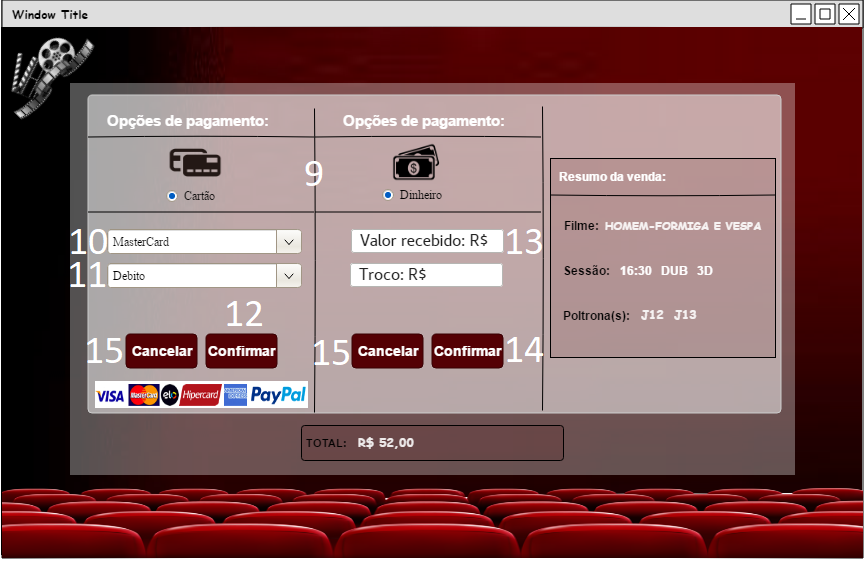 Window Title
Opções de pagamento:
Opções de pagamento:
9
Cartão
Dinheiro
10 MasterCard
11 Debito
12
15 Cancelar Confirmar
VISA MasterCard elo Hipercard AMERICAN EXPRESS PayPal
Valor recebido: R$ 13
Troco: R$
15 Cancelar Confirmar 14
Resumo da venda:
Filme: HOMEM-FORMIGA E VESPA
Sessão: 16:30 DUB 3D
Poltrona(s): J12 J13
TOTAL: R$ 52,00